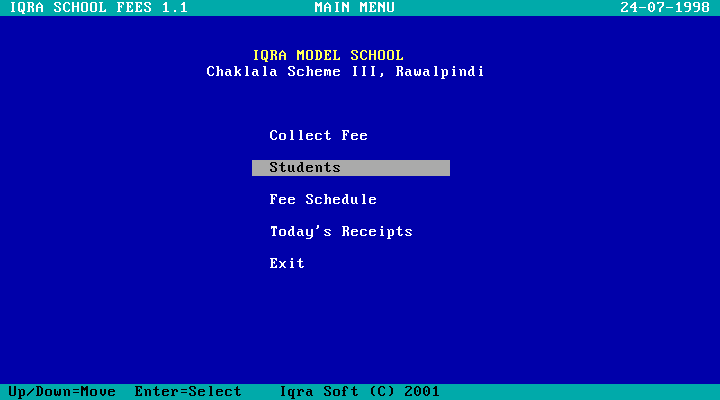 IQRA SCHOOL FEES 1.1 MAIN MENU 24-07-1998
IQRA MODEL SCHOOL
Chaklala Scheme III, Rawalpindi
Collect Fee
Students
Fee Schedule
Today's Receipts
Exit
Up/Down=Move Enter=Select Iqra Soft (C) 2001